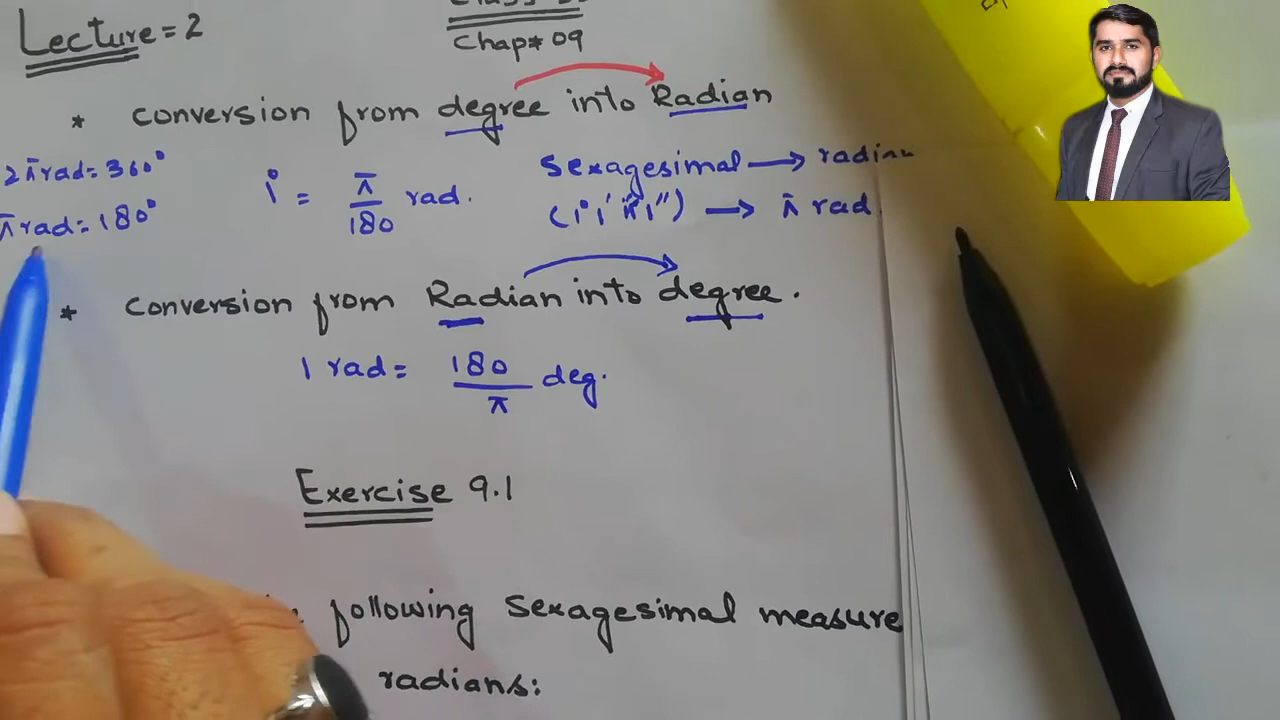 Lecture = 2
Chap# 09
* conversion from degree into Radian
2π rad = 360°
π rad = 180°
1° = π/180 rad.
Sexagesimal → radian
(1° 1' 1") → π rad.
* conversion from Radian into degree.
1 rad = 180/π deg.
Exercise 9.1
following Sexagesimal measure
radians: